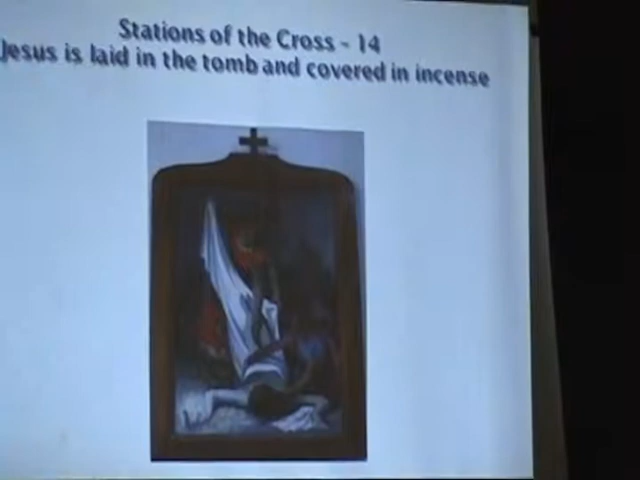 Stations of the Cross - 14
Jesus is laid in the tomb and covered in incense